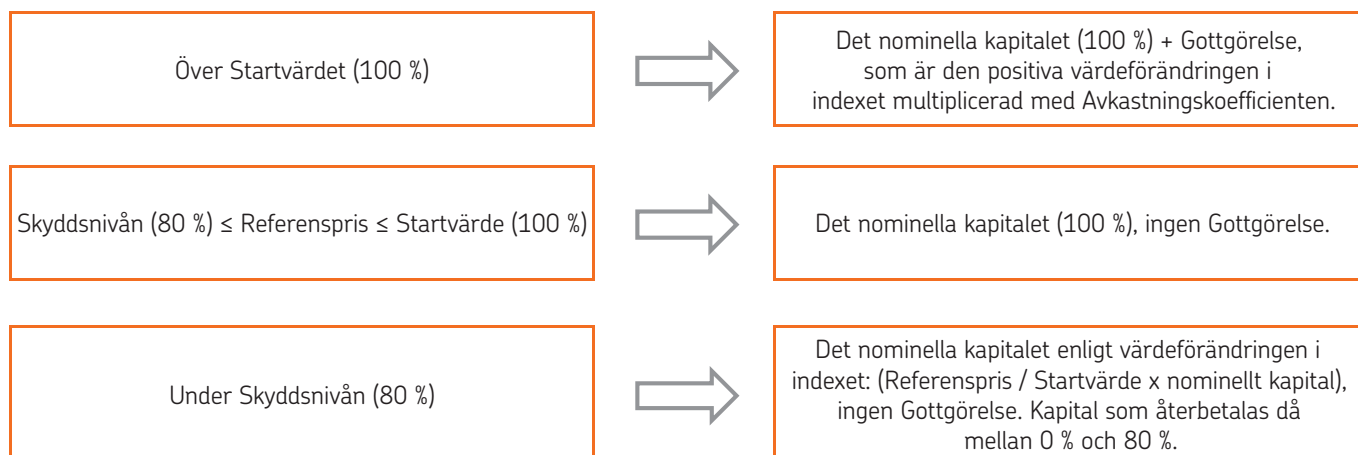 Över Startvärdet (100 %)
Det nominella kapitalet (100 %) + Gottgörelse,
som är den positiva värdeförändringen i
indexet multiplicerad med Avkastningskoefficienten.
Skyddsnivån (80 %) ≤ Referenspris ≤ Startvärde (100 %)
Det nominella kapitalet (100 %), ingen Gottgörelse.
Under Skyddsnivån (80 %)
Det nominella kapitalet enligt värdeförändringen i
indexet: (Referenspris / Startvärde x nominellt kapital),
ingen Gottgörelse. Kapital som återbetalas då
mellan 0 % och 80 %.